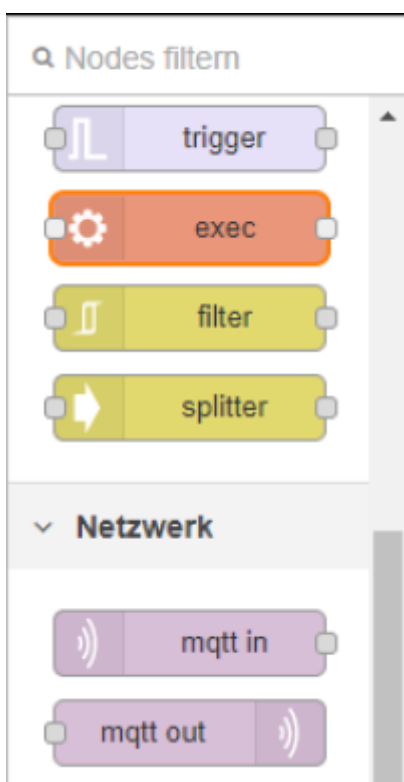 Nodes filtern
trigger
exec
filter
splitter
Netzwerk
mqtt in
mqtt out